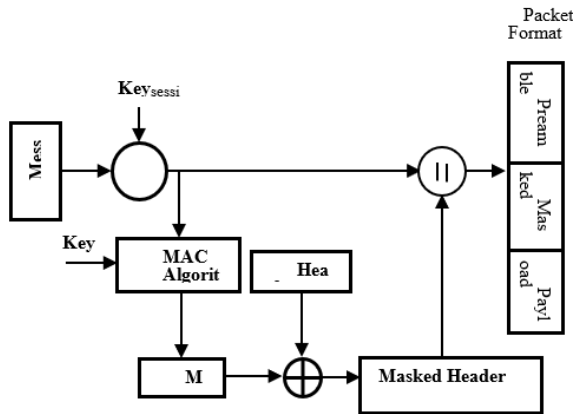 Packet
Format
Key sessi
Mess
Pream
ble
Mas
ked
Payl
oad
||
Key
MAC
Algorit
Hea
M
Masked Header